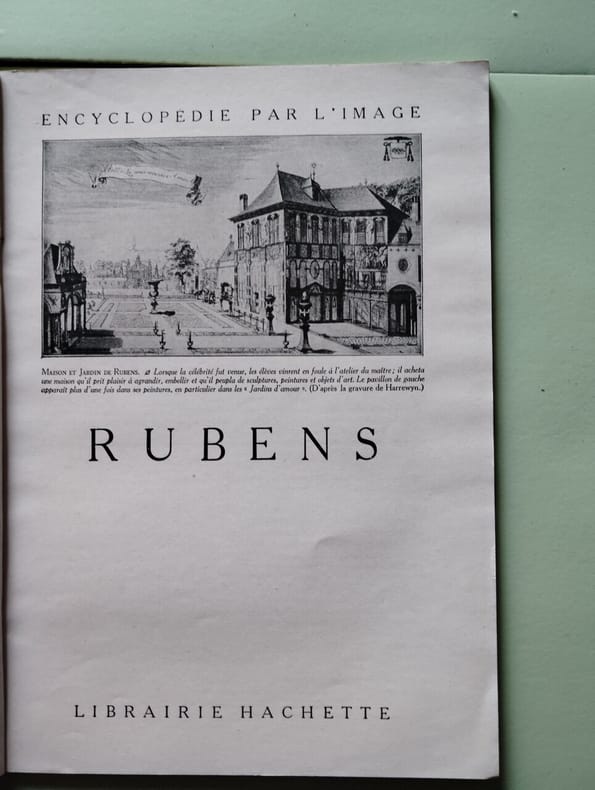 ENCYCLOPÉDIE PAR L'IMAGE
MAISON ET JARDIN DE RUBENS. Lorsque la célébrité fut venue, les élèves vinrent en foule à l'atelier du maître ; il acheta
une maison qu'il prit plaisir à agrandir, embellir et qu'il peupla de sculptures, peintures et objets d'art. Le pavillon de gauche
apparaît plus d'une fois dans ses peintures, en particulier dans les « Jardins d'amour ». (D'après la gravure de Harrewyn.)
RUBENS
LIBRAIRIE HACHETTE